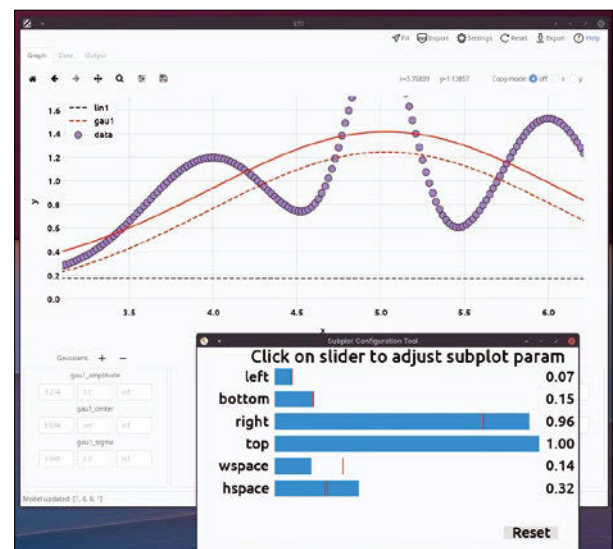 kfit
Fit Import Settings Reset Export Help
Graph Data Output
x=3.76839 y=1.13857 Copy mode: off x y
1.6
1.4
1.2
1.0
0.8
0.6
0.4
0.2
0.0
y
lin1
gau1
data
3.5 4.0 4.5 5.0 5.5 6.0
x
Gaussians + −
gau1_amplitude
gau1_center
gau1_sigma
Model updated: [1, 0, 0, 1]
Subplot Configuration Tool
Click on slider to adjust subplot param
left 0.07
bottom 0.15
right 0.96
top 1.00
wspace 0.14
hspace 0.32
Reset